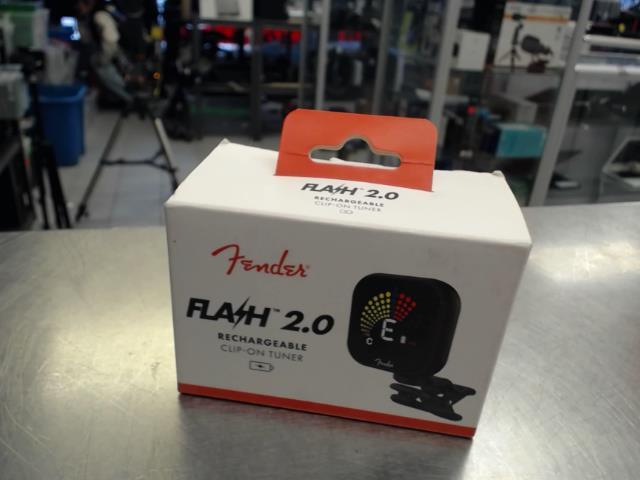 FLASH™ 2.0
RECHARGEABLE
CLIP-ON TUNER
Fender
FLASH™ 2.0
RECHARGEABLE
CLIP-ON TUNER
E
C
Fender